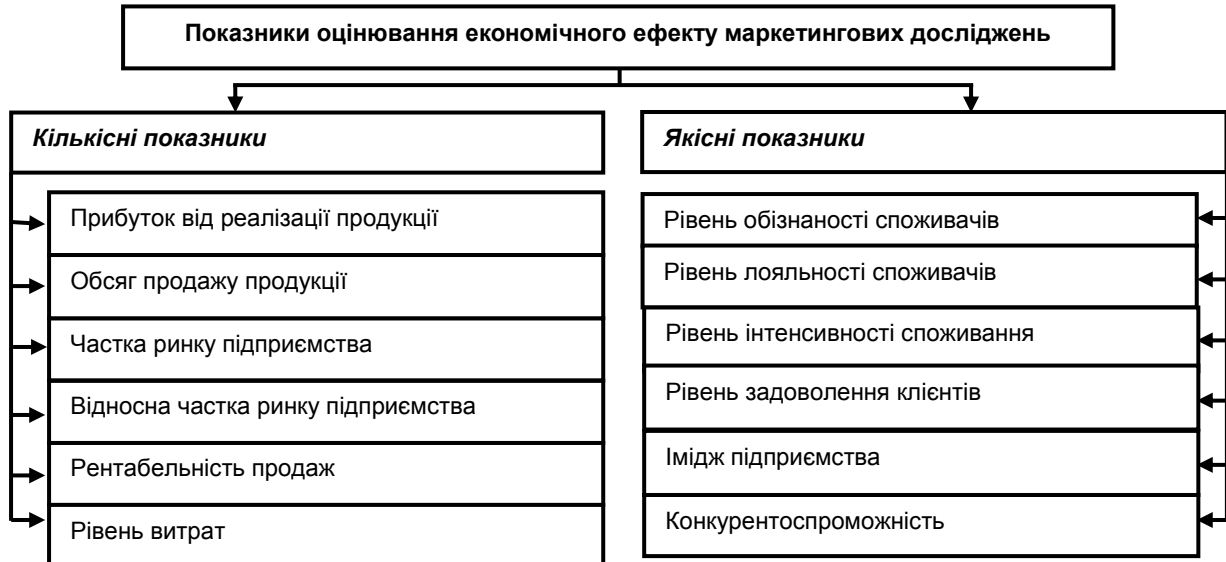 Показники оцінювання економічного ефекту маркетингових досліджень
Кількісні показники
Прибуток від реалізації продукції
Обсяг продажу продукції
Частка ринку підприємства
Відносна частка ринку підприємства
Рентабельність продаж
Рівень витрат
Якісні показники
Рівень обізнаності споживачів
Рівень лояльності споживачів
Рівень інтенсивності споживання
Рівень задоволення клієнтів
Імідж підприємства
Конкурентоспроможність